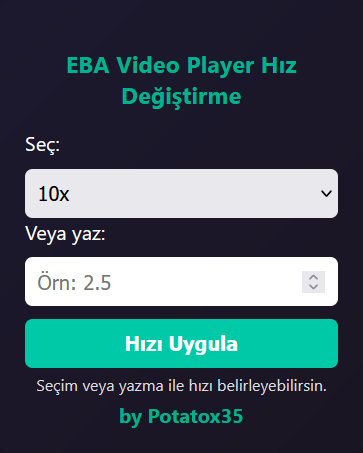 EBA Video Player Hız
Değiştirme
Seç:
10x
Veya yaz:
Örn: 2.5
Hızı Uygula
Seçim veya yazma ile hızı belirleyebilirsin.
by Potatox35